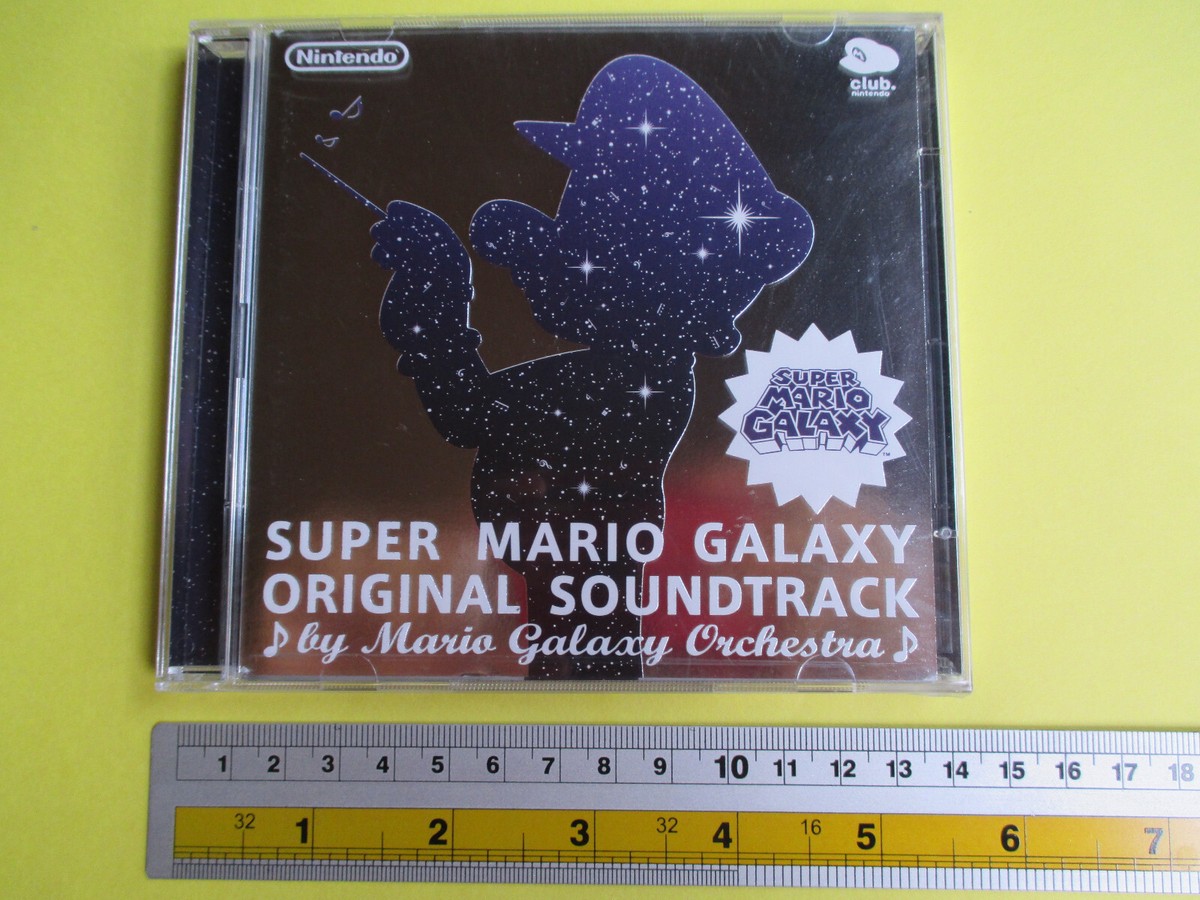 Nintendo
club.
nintendo
SUPER
MARIO
GALAXY
TM
SUPER MARIO GALAXY
ORIGINAL SOUNDTRACK
♪ by Mario Galaxy Orchestra ♪
1 2 3 4 5 6 7 8 9 10 11 12 13 14 15 16 17 18
32 1 2 3 32 4 16 5 6 7